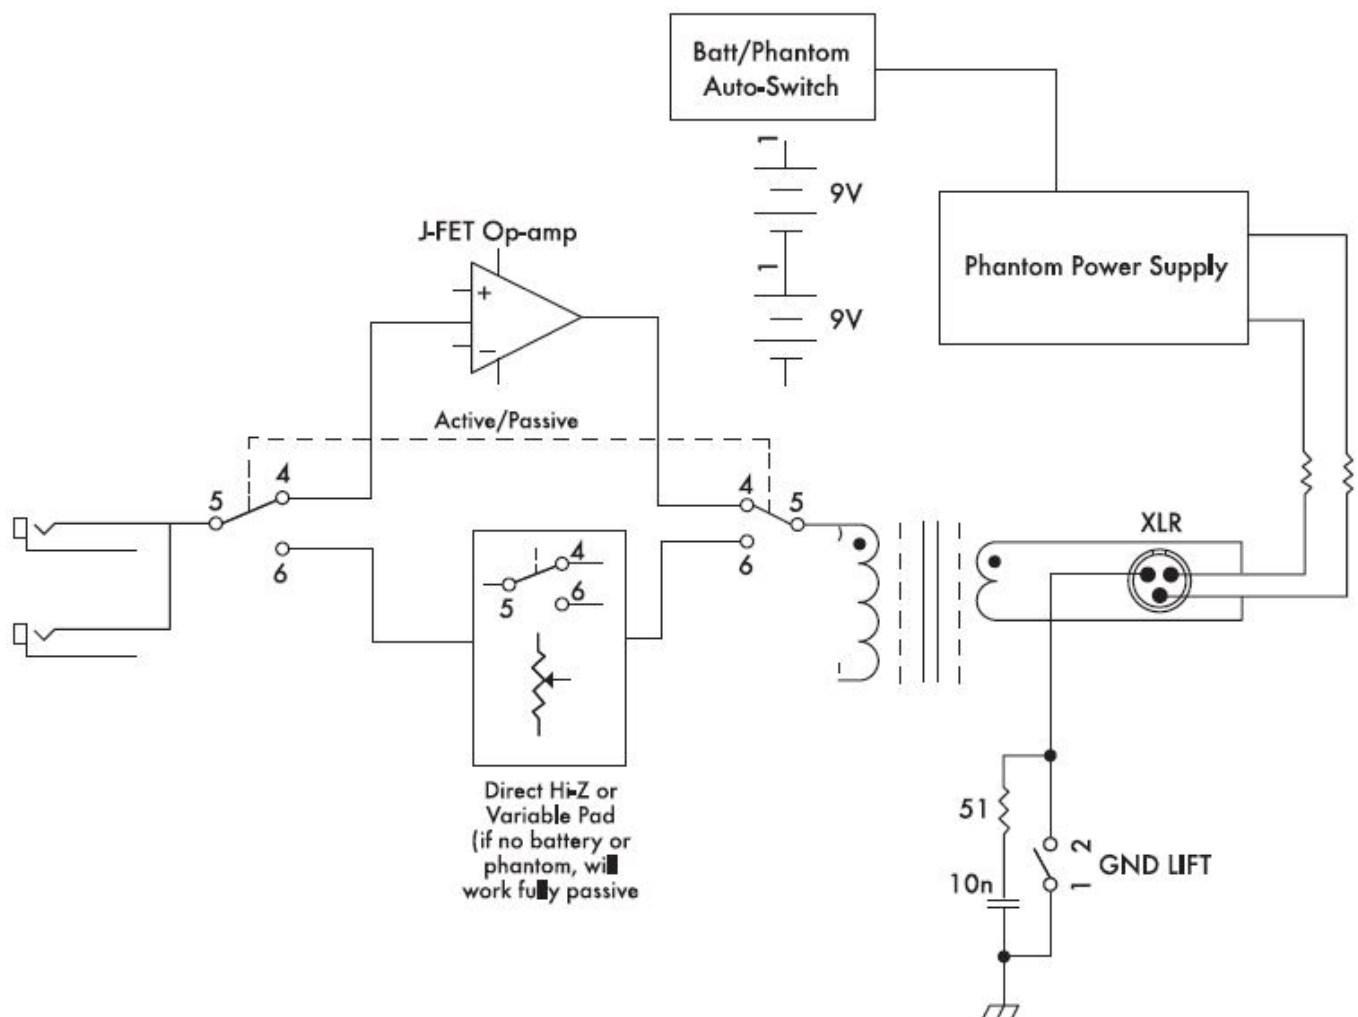 Batt/Phantom
Auto-Switch
1
9V
1
9V
Phantom Power Supply
J-FET Op-amp
+
−
Active/Passive
5
4
6
4
5
6
XLR
4
5
6
Direct Hi-Z or
Variable Pad
(if no battery or
phantom, will
work fully passive
51
10n
2
1
GND LIFT